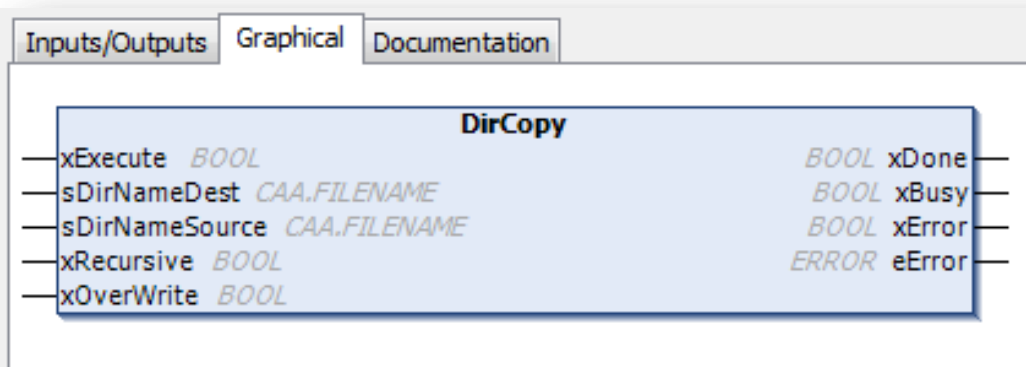 Inputs/Outputs Graphical Documentation
DirCopy
xExecute BOOL BOOL xDone
sDirNameDest CAA.FILENAME BOOL xBusy
sDirNameSource CAA.FILENAME BOOL xError
xRecursive BOOL ERROR eError
xOverWrite BOOL